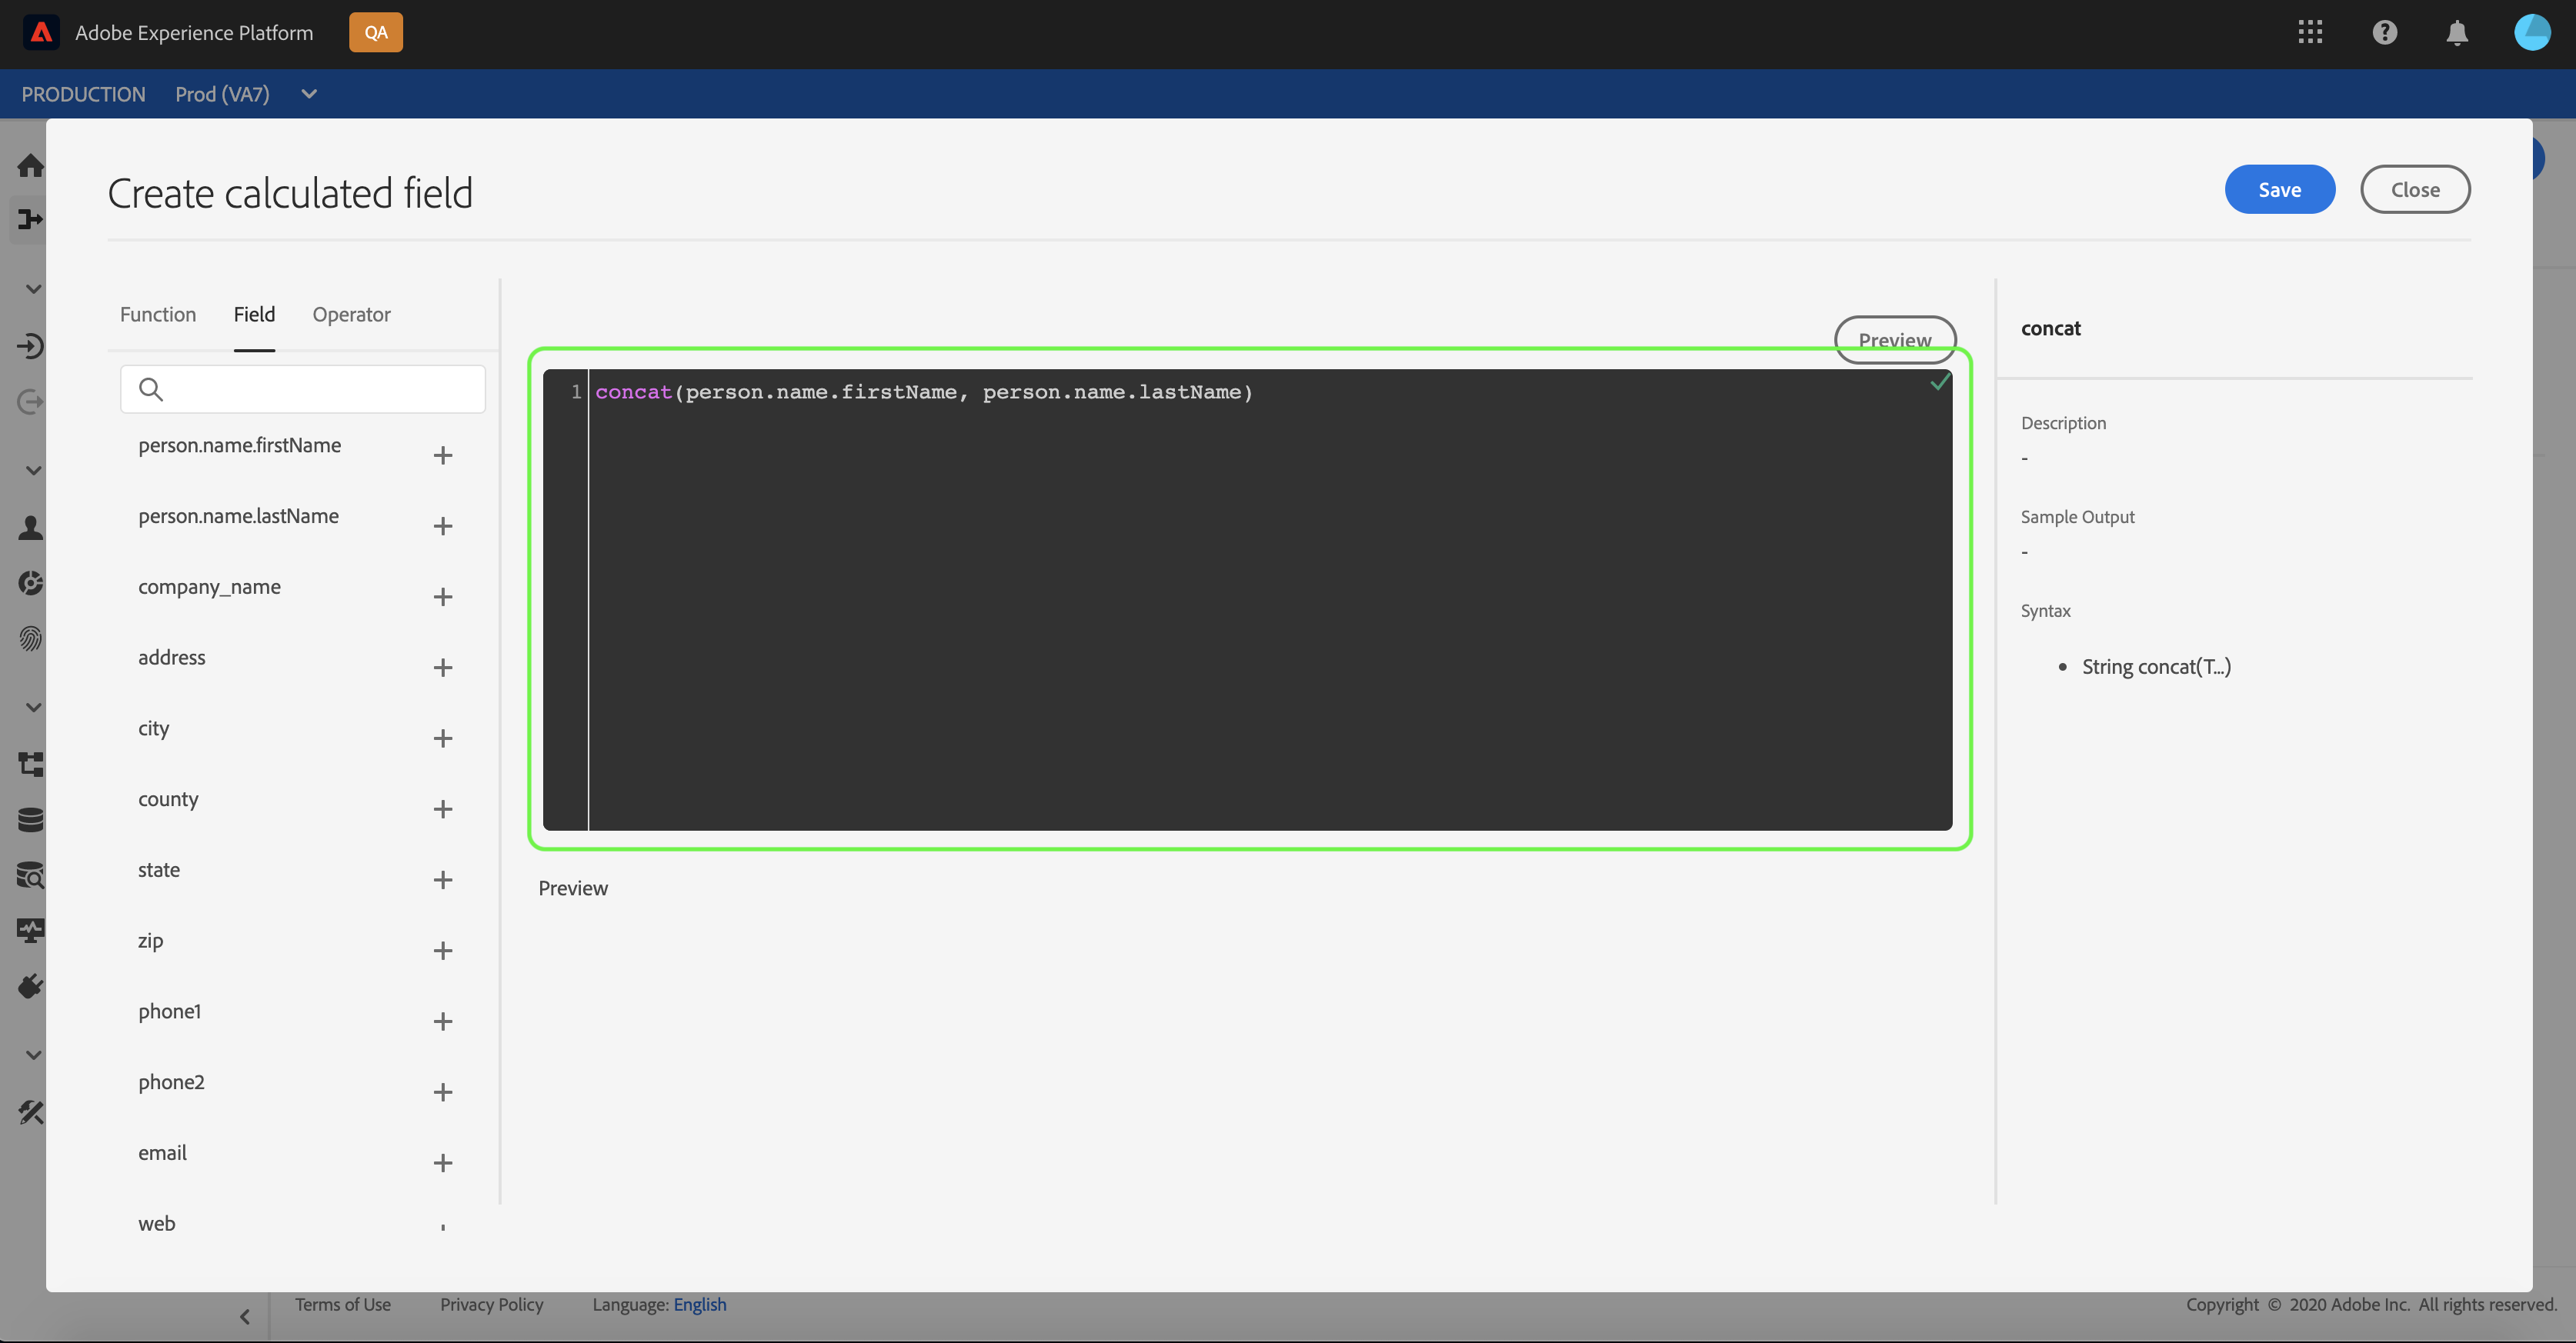 Adobe Experience Platform
QA
PRODUCTION Prod (VA7)
Create calculated field
Save
Close
Function Field Operator
person.name.firstName
person.name.lastName
company_name
address
city
county
state
zip
phone1
phone2
email
web
Preview
1 concat(person.name.firstName, person.name.lastName)
Preview
concat
Description
-
Sample Output
-
Syntax
• String concat(T...)
Terms of Use Privacy Policy Language: English
Copyright © 2020 Adobe Inc. All rights reserved.